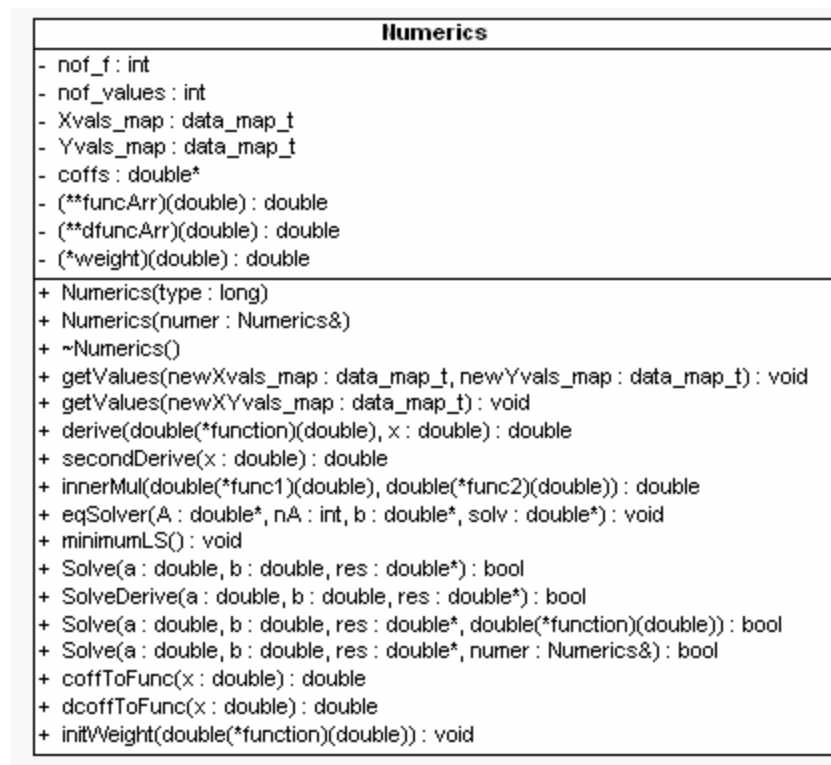 Numerics
- nof_f : int
- nof_values : int
- Xvals_map : data_map_t
- Yvals_map : data_map_t
- coffs : double*
- (**funcArr)(double) : double
- (**dfuncArr)(double) : double
- (*weight)(double) : double
+ Numerics(type : long)
+ Numerics(numer : Numerics&)
+ ~Numerics()
+ getValues(newXvals_map : data_map_t, newYvals_map : data_map_t) : void
+ getValues(newXYvals_map : data_map_t) : void
+ derive(double(*function)(double), x : double) : double
+ secondDerive(x : double) : double
+ innerMul(double(*func1)(double), double(*func2)(double)) : double
+ eqSolver(A : double*, nA : int, b : double*, solv : double*) : void
+ minimumLS() : void
+ Solve(a : double, b : double, res : double*) : bool
+ SolveDerive(a : double, b : double, res : double*) : bool
+ Solve(a : double, b : double, res : double*, double(*function)(double)) : bool
+ Solve(a : double, b : double, res : double*, numer : Numerics&) : bool
+ coffToFunc(x : double) : double
+ dcoffToFunc(x : double) : double
+ initWeight(double(*function)(double)) : void